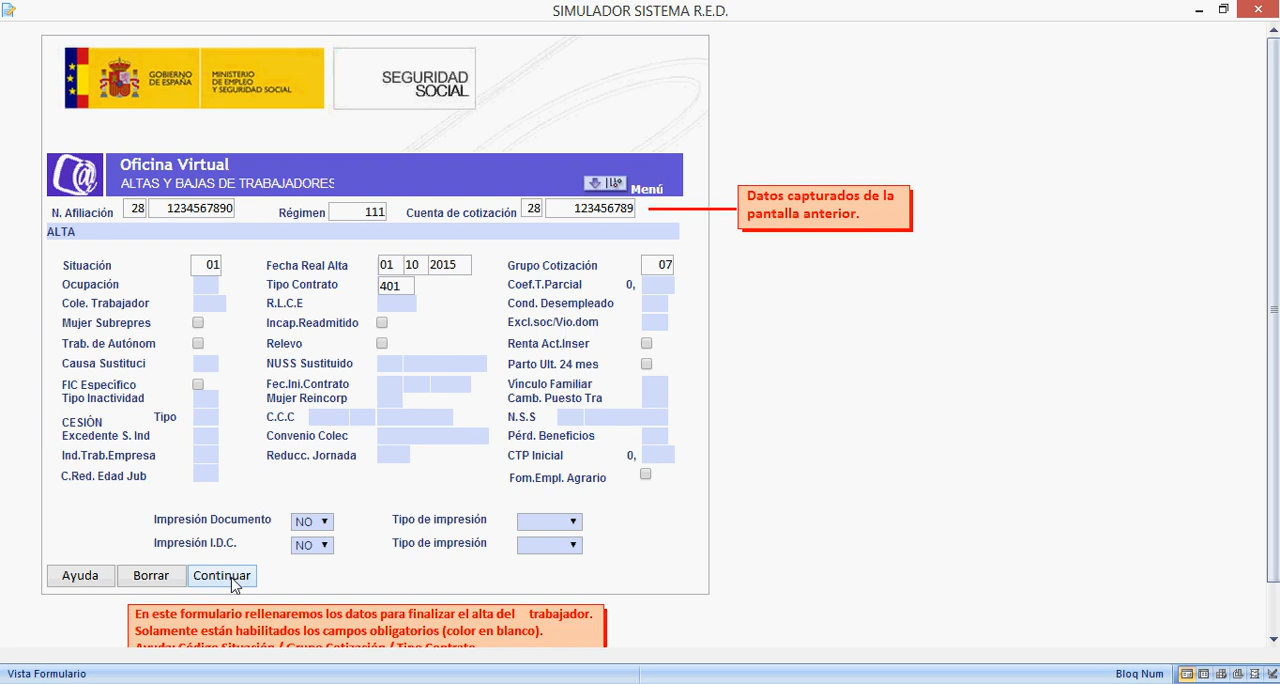 SIMULADOR SISTEMA R.E.D.
GOBIERNO DE ESPAÑA
MINISTERIO DE EMPLEO Y SEGURIDAD SOCIAL
SEGURIDAD SOCIAL
Oficina Virtual
ALTAS Y BAJAS DE TRABAJADORES
Menú
N. Afiliación 28 1234567890 Régimen 111 Cuenta de cotización 28 123456789
Datos capturados de la
pantalla anterior.
ALTA
Situación 01 Fecha Real Alta 01 10 2015 Grupo Cotización 07
Ocupación Tipo Contrato 401 Coef.T.Parcial 0,
Cole. Trabajador R.L.C.E Cond. Desempleado
Mujer Subrepres Incap.Readmitido Excl.soc/Vio.dom
Trab. de Autónom Relevo Renta Act.Inser
Causa Sustituci NUSS Sustituido Parto Ult. 24 mes
FIC Específico Fec.Ini.Contrato Vínculo Familiar
Tipo Inactividad Mujer Reincorp Camb. Puesto Tra
CESIÓN Tipo C.C.C N.S.S
Excedente S. Ind Convenio Colec Pérd. Beneficios
Ind.Trab.Empresa Reducc. Jornada CTP Inicial 0,
C.Red. Edad Jub Fom.Empl. Agrario
Impresión Documento NO Tipo de impresión
Impresión I.D.C. NO Tipo de impresión
Ayuda Borrar Continuar
En este formulario rellenaremos los datos para finalizar el alta del trabajador.
Solamente están habilitados los campos obligatorios (color en blanco).
Ayuda: Código Situación / Grupo Cotización / Tipo Contrato
Vista Formulario Bloq Num